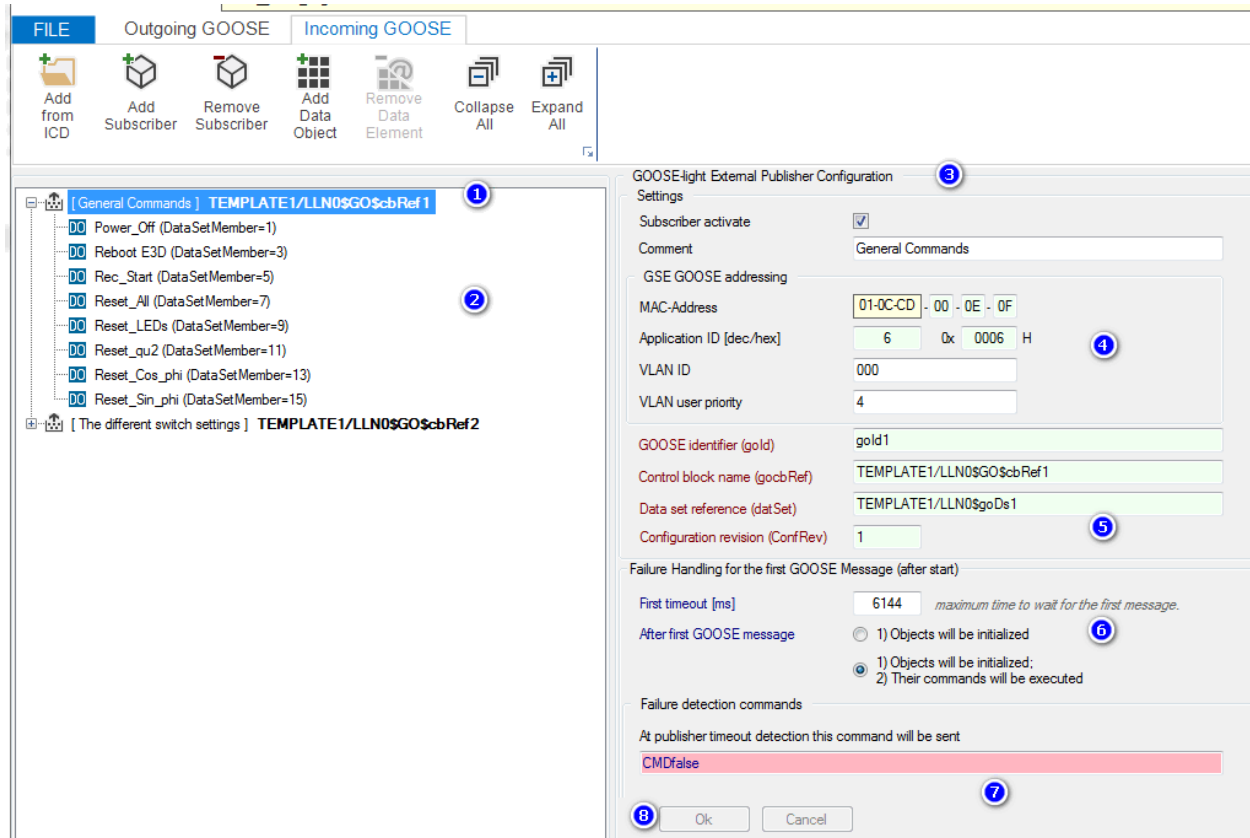 FILE Outgoing GOOSE Incoming GOOSE
Add from ICD
Add Subscriber
Remove Subscriber
Add Data Object
Remove Data Element
Collapse All
Expand All
1
[ General Commands ] TEMPLATE1/LLN0$GO$cbRef1
DO Power_Off (DataSetMember=1)
DO Reboot E3D (DataSetMember=3)
DO Rec_Start (DataSetMember=5)
DO Reset_All (DataSetMember=7)
2
DO Reset_LEDs (DataSetMember=9)
DO Reset_qu2 (DataSetMember=11)
DO Reset_Cos_phi (DataSetMember=13)
DO Reset_Sin_phi (DataSetMember=15)
[ The different switch settings ] TEMPLATE1/LLN0$GO$cbRef2
GOOSE-light External Publisher Configuration 3
Settings
Subscriber activate
Comment General Commands
GSE GOOSE addressing
MAC-Address 01-0C-CD - 00 - 0E - 0F
Application ID [dec/hex] 6 0x 0006 H 4
VLAN ID 000
VLAN user priority 4
GOOSE identifier (goId) goId1
Control block name (gocbRef) TEMPLATE1/LLN0$GO$cbRef1
Data set reference (datSet) TEMPLATE1/LLN0$goDs1
5
Configuration revision (ConfRev) 1
Failure Handling for the first GOOSE Message (after start)
First timeout [ms] 6144 maximum time to wait for the first message.
After first GOOSE message 1) Objects will be initialized 6
1) Objects will be initialized;
2) Their commands will be executed
Failure detection commands
At publisher timeout detection this command will be sent
CMDfalse
7
8 Ok Cancel